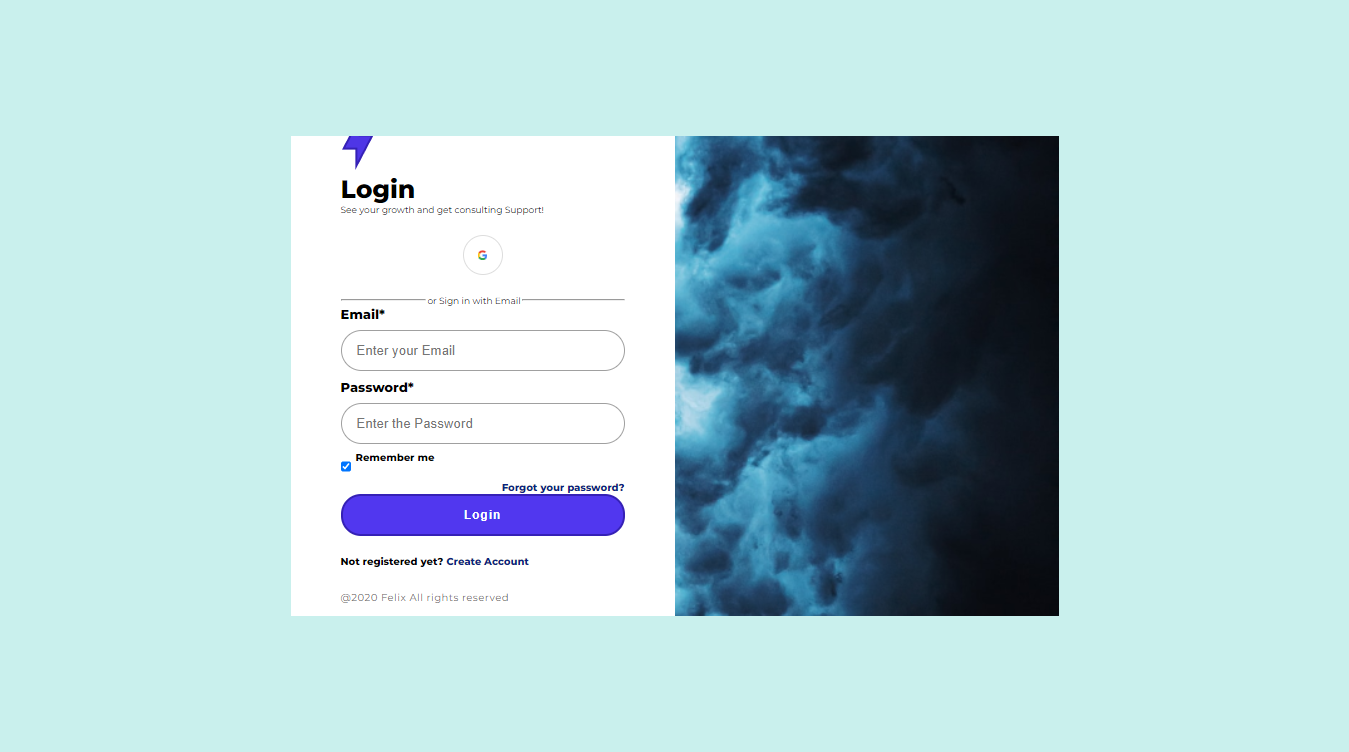 Login
See your growth and get consulting Support!
or Sign in with Email
Email*
Enter your Email
Password*
Enter the Password
Remember me
Forgot your password?
Login
Not registered yet? Create Account
@2020 Felix All rights reserved